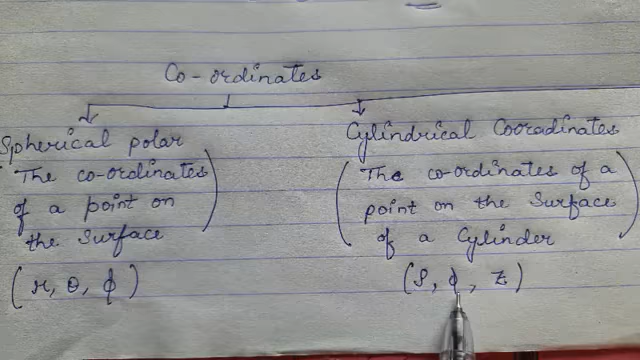 Co-ordinates
Spherical polar
(The co-ordinates
of a point on
the surface)
(r, θ, ϕ)
Cylindrical Cooradinates
(The co-ordinates of a
point on the surface
of a Cylinder)
(ρ, ϕ, z)